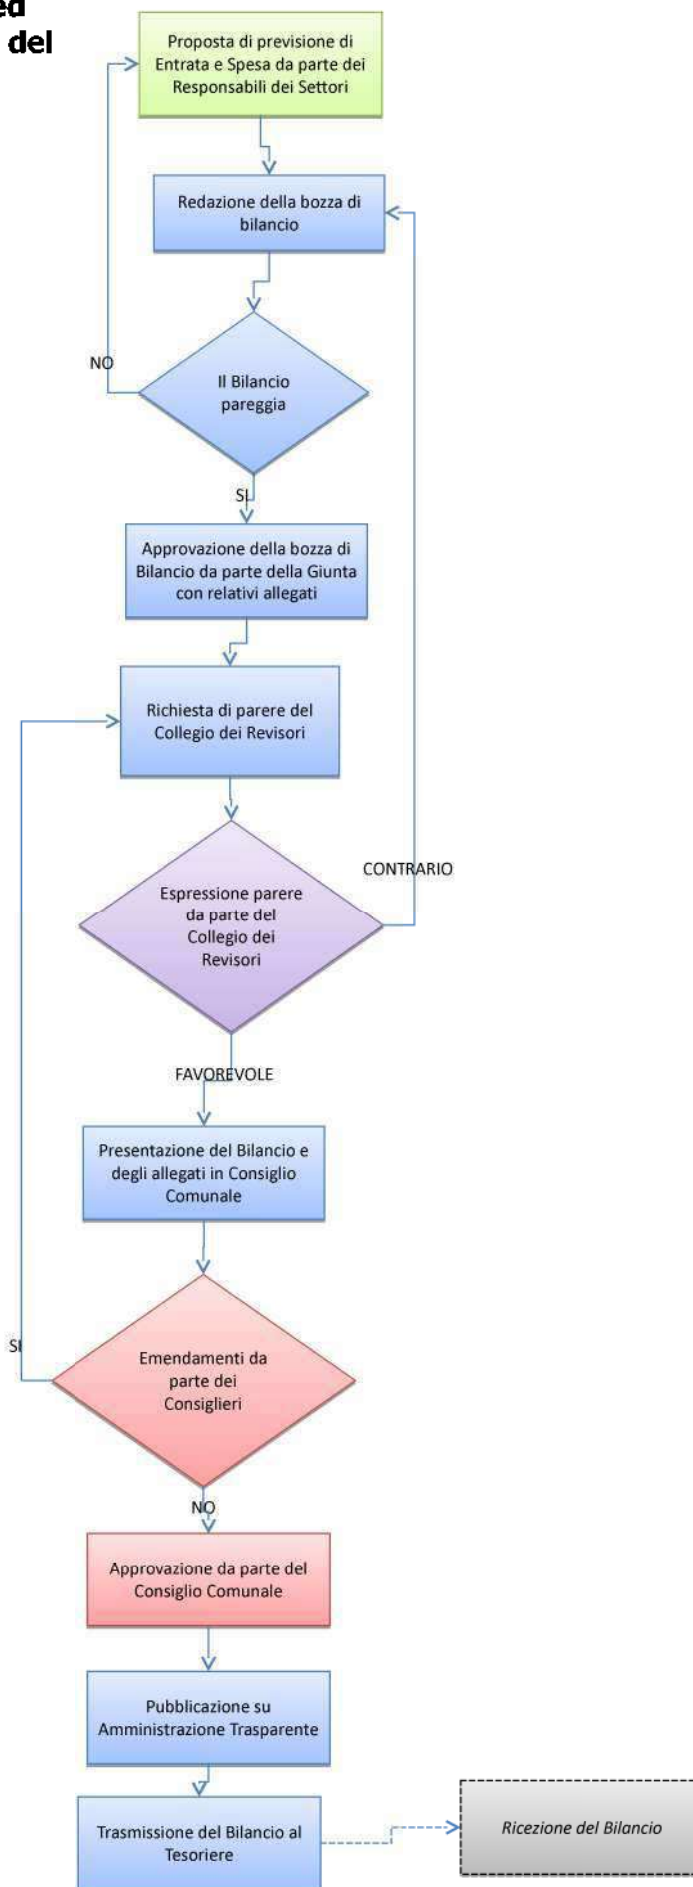 ed
del
Proposta di previsione di
Entrata e Spesa da parte dei
Responsabili dei Settori
Redazione della bozza di
bilancio
NO
Il Bilancio
pareggia
SI
Approvazione della bozza di
Bilancio da parte della Giunta
con relativi allegati
Richiesta di parere del
Collegio dei Revisori
CONTRARIO
Espressione parere
da parte del
Collegio dei
Revisori
FAVOREVOLE
Presentazione del Bilancio e
degli allegati in Consiglio
Comunale
SI
Emendamenti da
parte dei
Consiglieri
NO
Approvazione da parte del
Consiglio Comunale
Pubblicazione su
Amministrazione Trasparente
Trasmissione del Bilancio al
Tesoriere
Ricezione del Bilancio